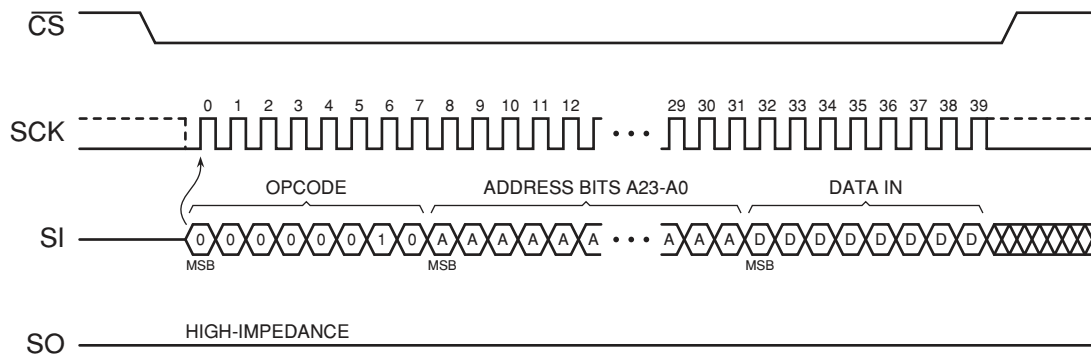 CS
0 1 2 3 4 5 6 7 8 9 10 11 12 29 30 31 32 33 34 35 36 37 38 39
SCK
OPCODE ADDRESS BITS A23-A0 DATA IN
SI 0 0 0 0 0 0 1 0 A A A A A A A A A D D D D D D D D
MSB MSB MSB
HIGH-IMPEDANCE
SO